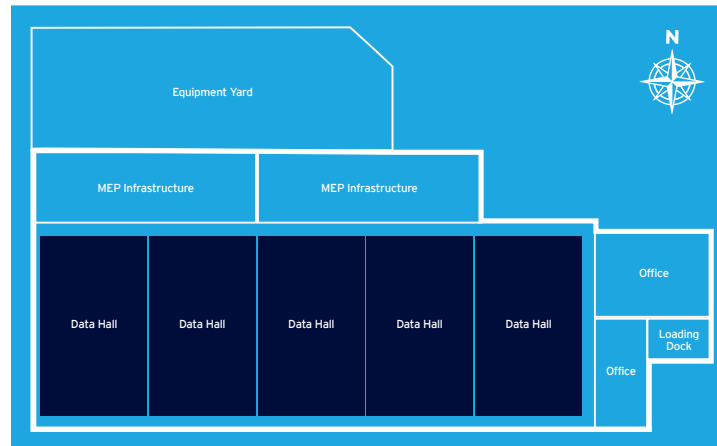 N
Equipment Yard
MEP Infrastructure
MEP Infrastructure
Office
Data Hall
Data Hall
Data Hall
Data Hall
Data Hall
Loading
Dock
Office